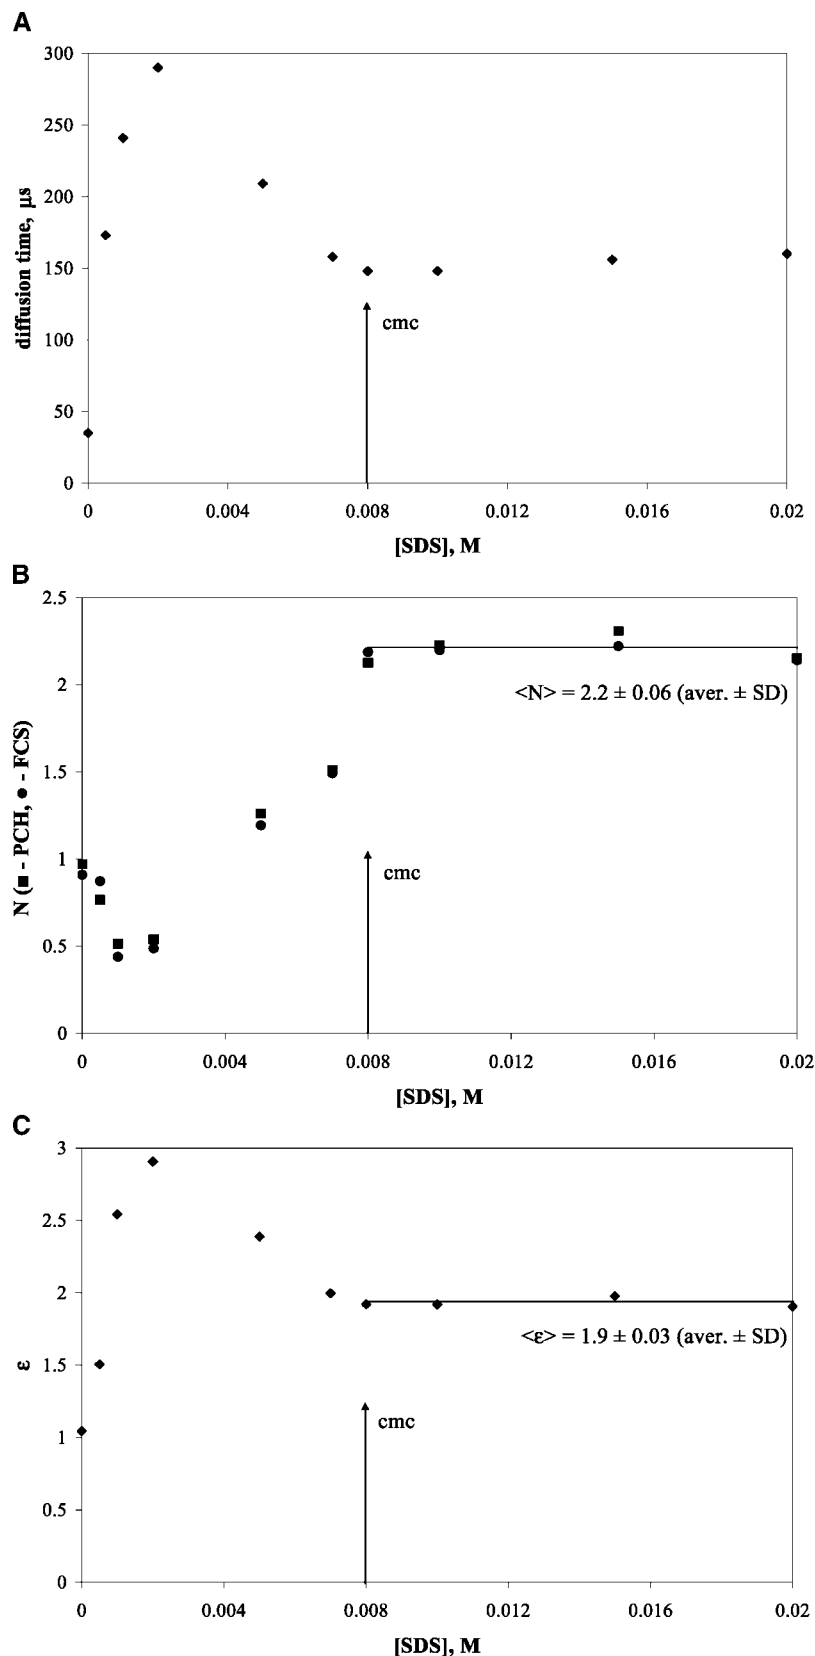 A
300
250
200
150
100
50
0
diffusion time, μs
cmc
0 0.004 0.008 0.012 0.016 0.02
[SDS], M
B
2.5
2
1.5
1
0.5
0
N (■ - PCH, ● - FCS)
<N> = 2.2 ± 0.06 (aver. ± SD)
cmc
0 0.004 0.008 0.012 0.016 0.02
[SDS], M
C
3
2.5
2
1.5
1
0.5
0
ε
<ε> = 1.9 ± 0.03 (aver. ± SD)
cmc
0 0.004 0.008 0.012 0.016 0.02
[SDS], M